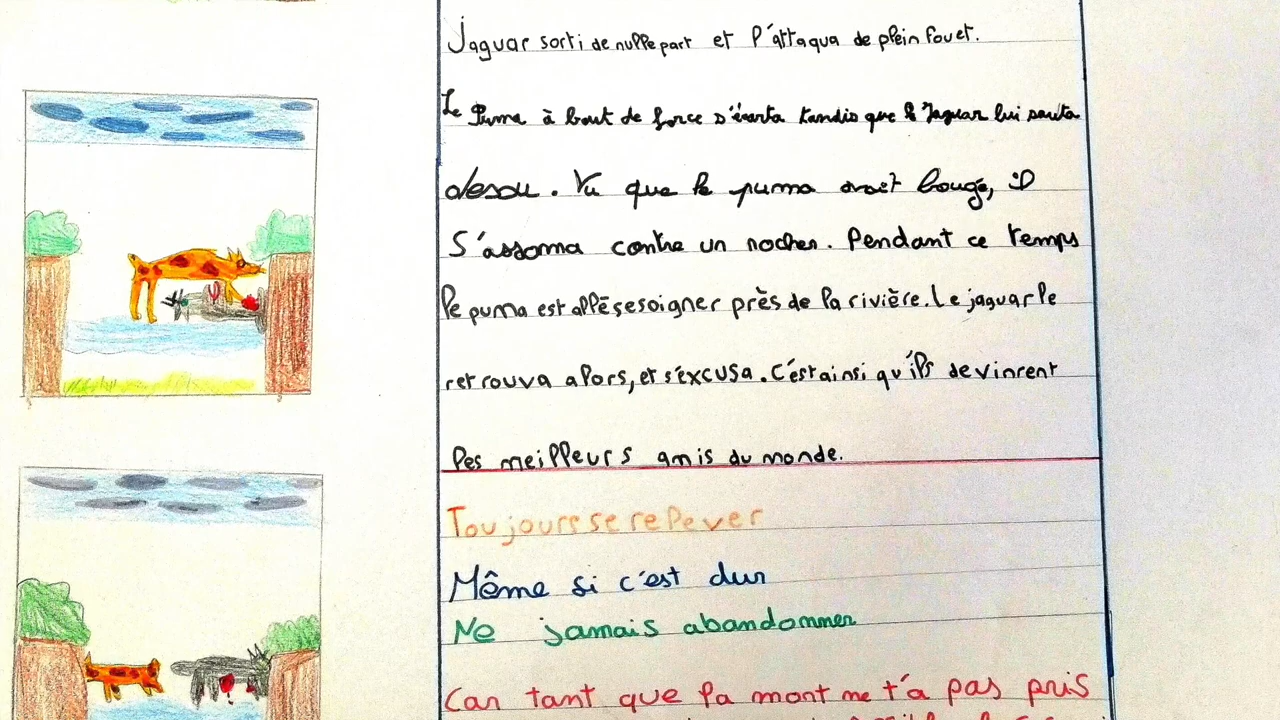 Jaguar sorti de nulle part et l'attaqua de plein fouet.
Le Puma à bout de force s'écarta tandis que le Jaguar lui sauta
desou. Vu que le puma avait bougé, il
S'assoma contre un rocher. Pendant ce temps
le puma est allé se soigner près de la rivière. Le jaguar le
retrouva alors, et s'excusa. C'est ainsi qu'ils devinrent
les meilleurs amis du monde.
Toujours se relever
Même si c'est dur
Ne jamais abandonner
Car tant que la mort ne t'a pas pris